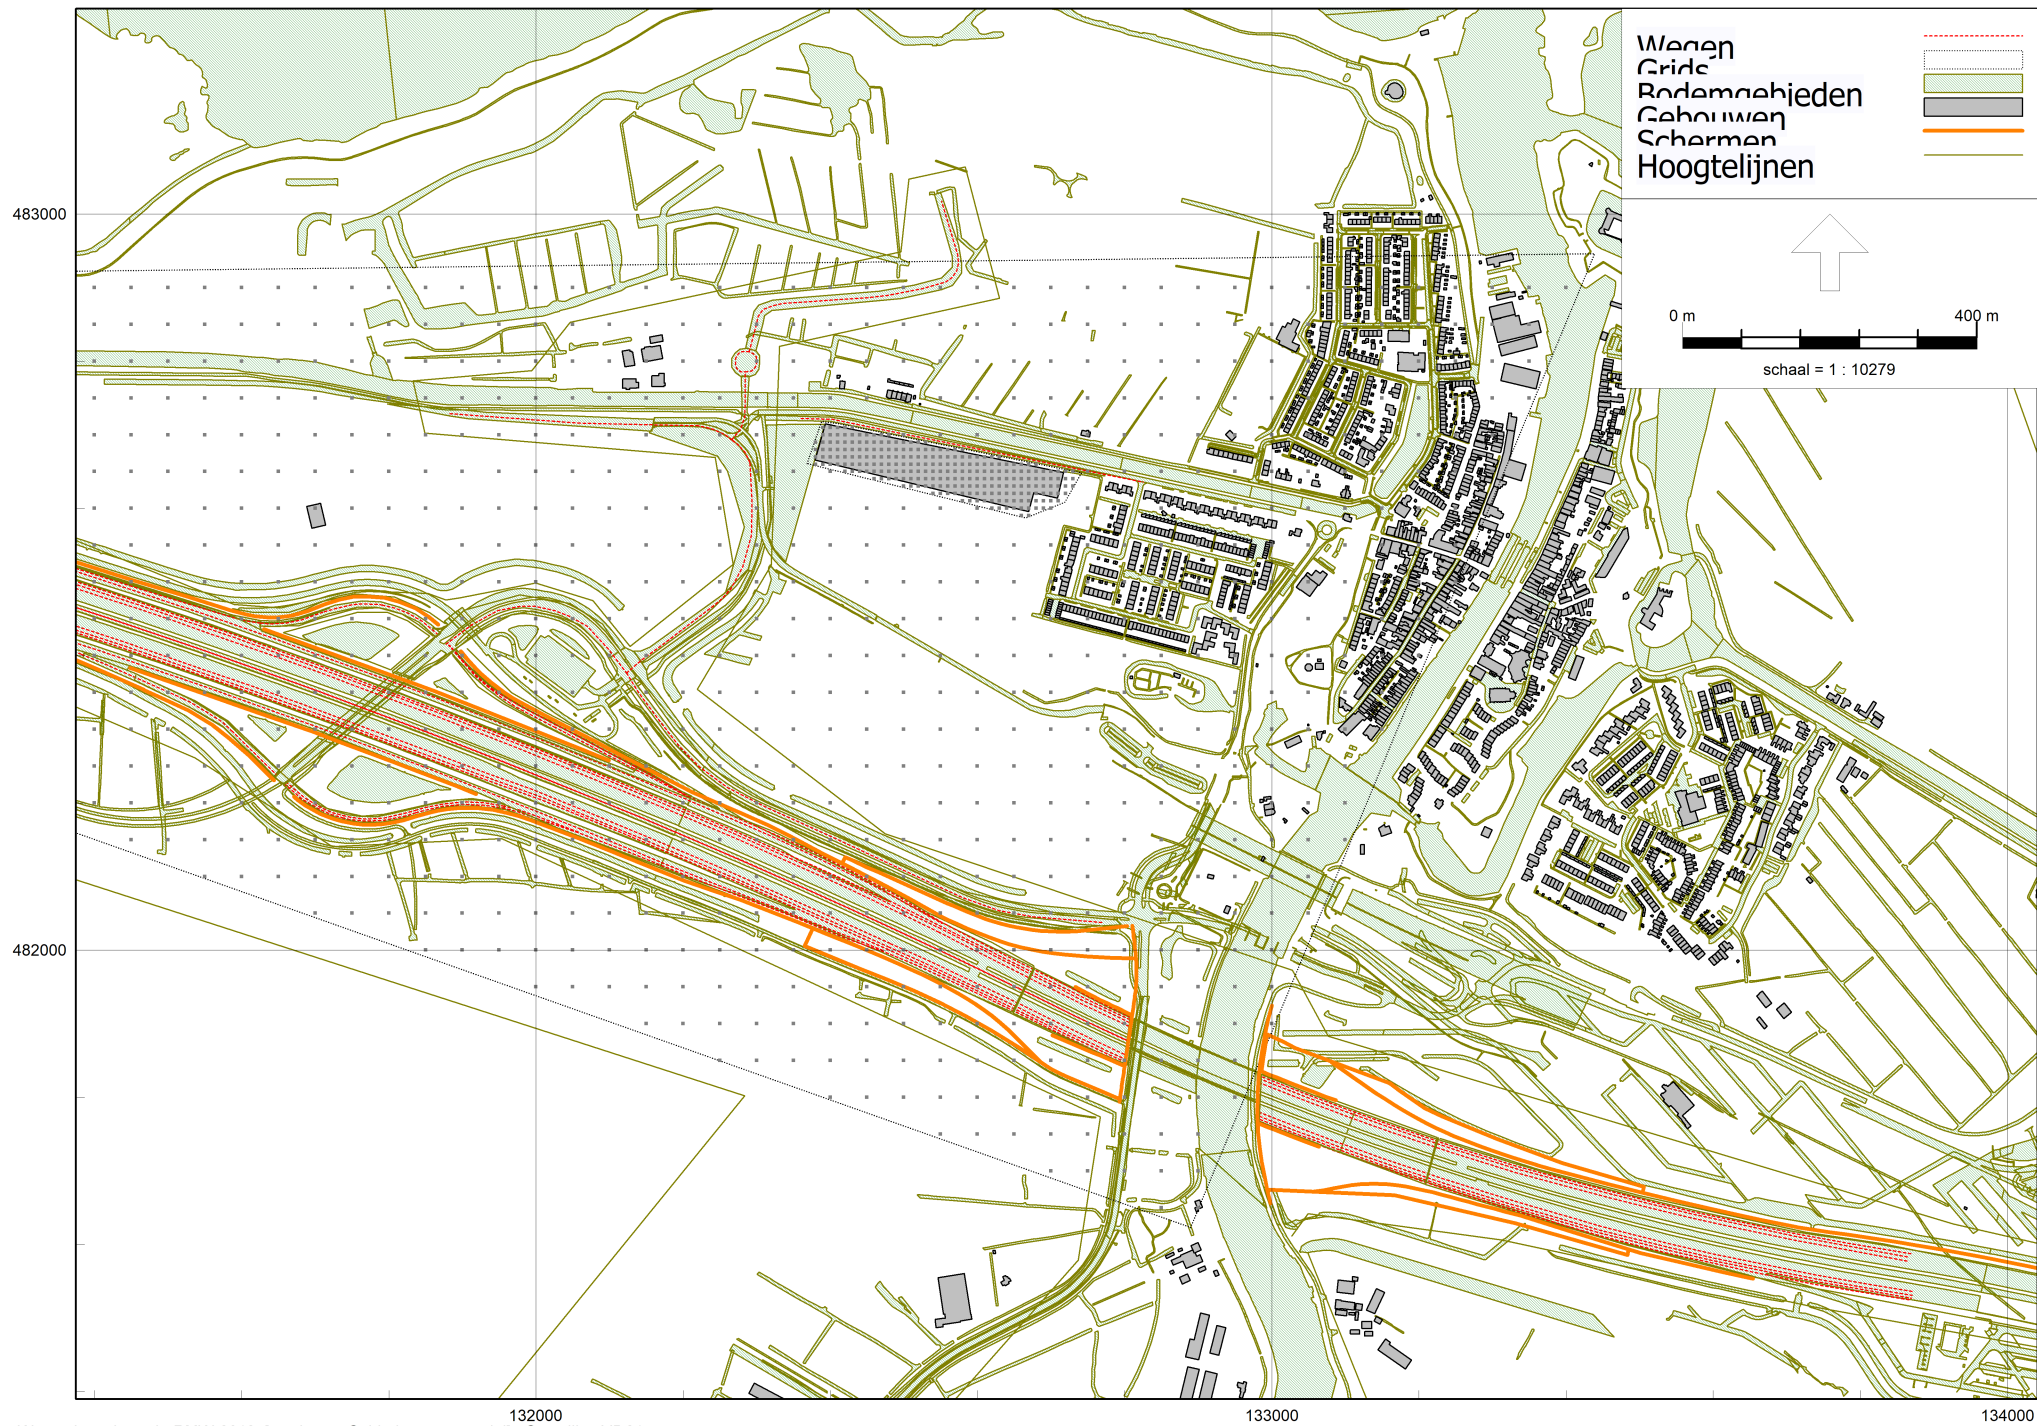 Wegen
Grids
Bodemgebieden
Gebouwen
Schermen
Hoogtelijnen
0 m
400 m
schaal = 1 : 10279
483000
482000
132000
133000
134000